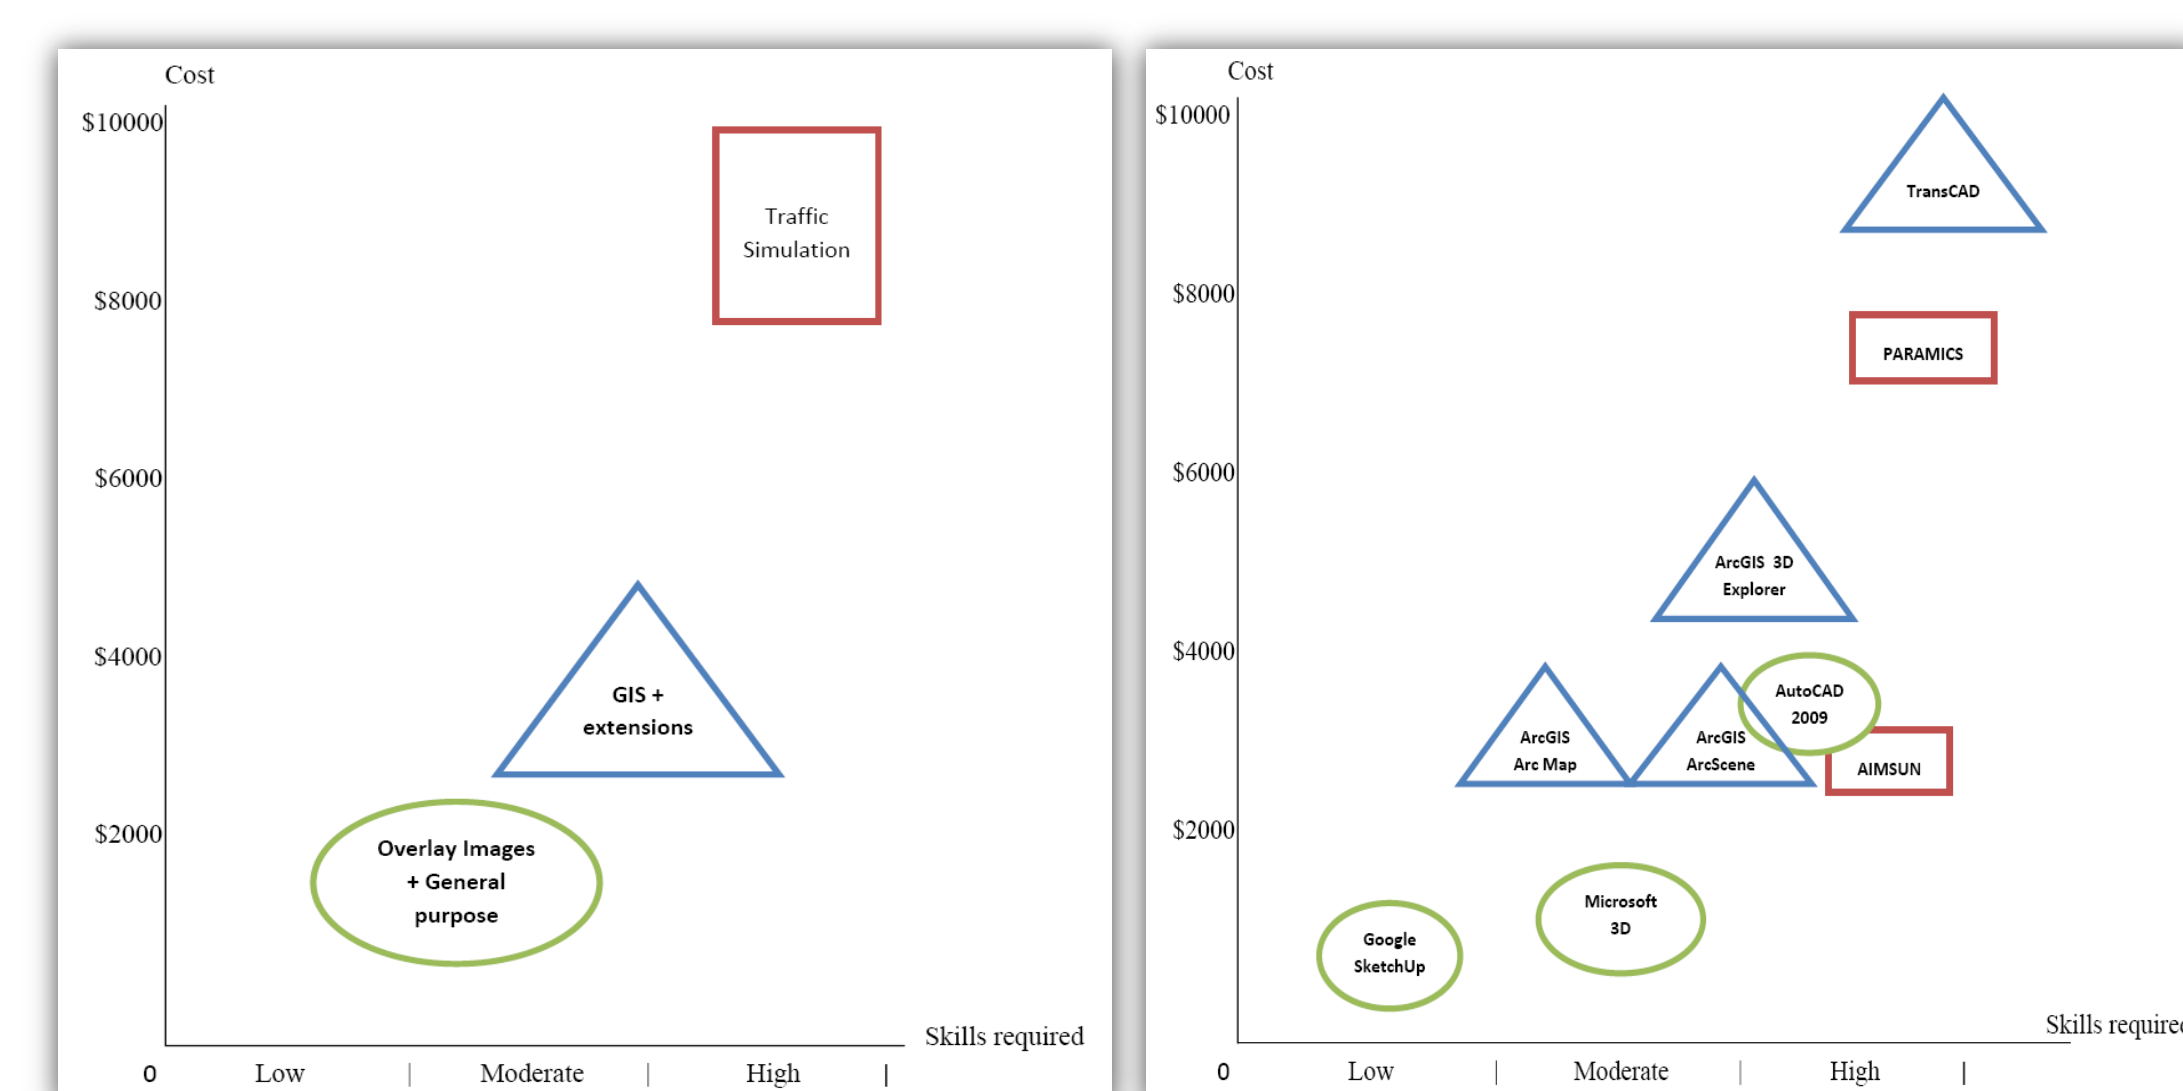 Cost
$10000
Traffic
Simulation
$8000
$6000
$4000
GIS +
extensions
$2000
Overlay Images
+ General
purpose
Skills required
0 Low | Moderate | High |
Cost
$10000
TransCAD
$8000
PARAMICS
$6000
ArcGIS 3D
Explorer
$4000
AutoCAD
2009
ArcGIS
Arc Map
ArcGIS
ArcScene
AIMSUN
$2000
Microsoft
3D
Google
SketchUp
Skills required
0 Low | Moderate | High |